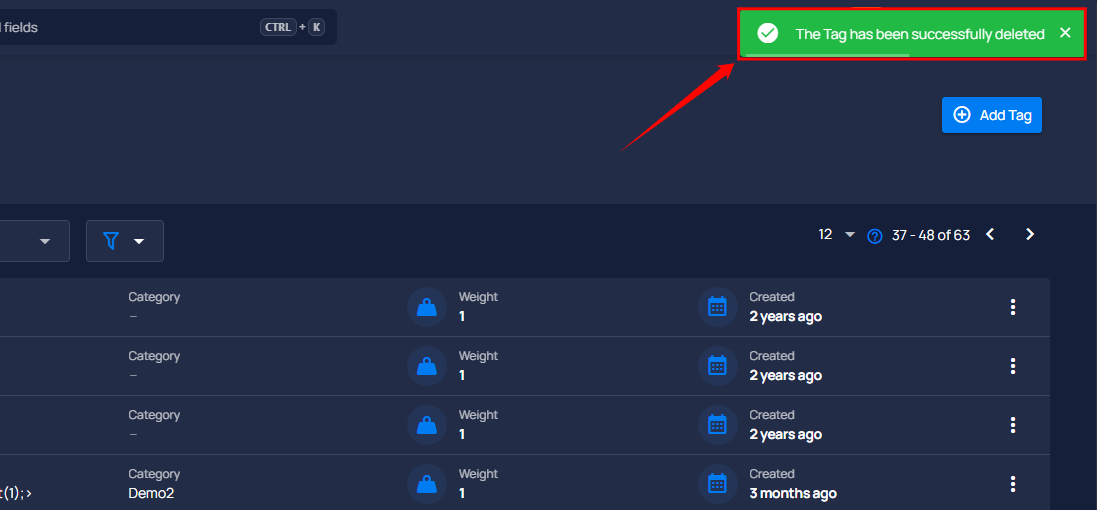 fields
CTRL + K
The Tag has been successfully deleted
Add Tag
12
37 - 48 of 63
Category
–
Weight
1
Created
2 years ago
Category
–
Weight
1
Created
2 years ago
Category
–
Weight
1
Created
2 years ago
t(1);>
Category
Demo2
Weight
1
Created
3 months ago